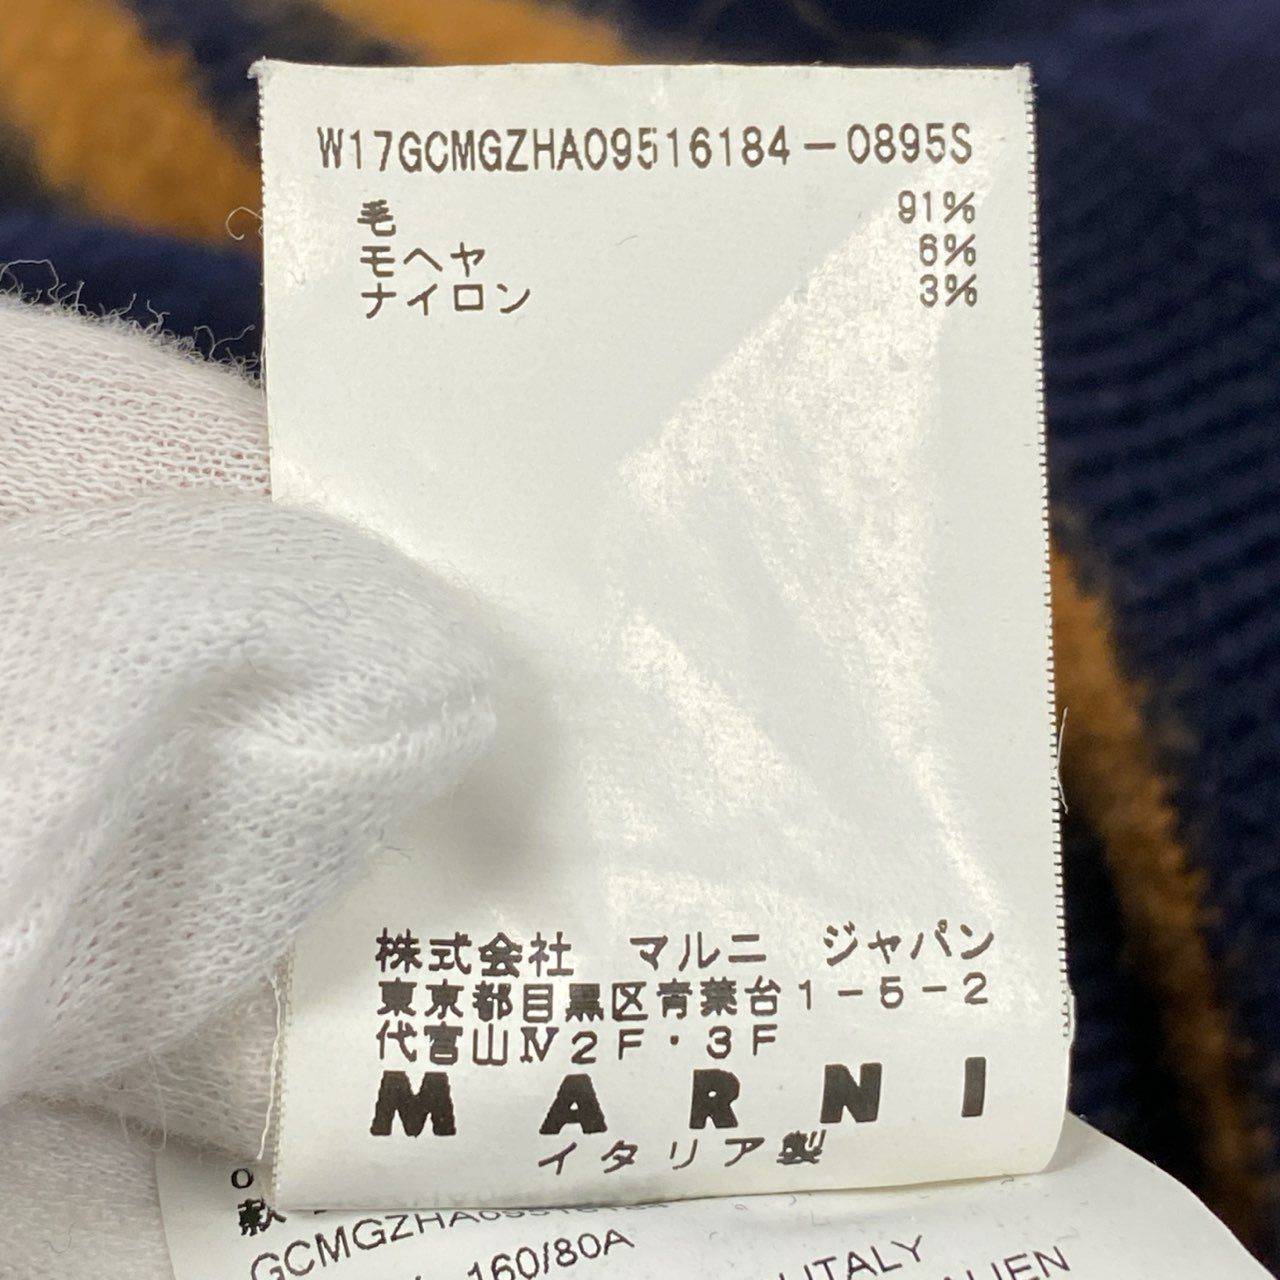 W17GCMGZHA09516184-0895S
毛 91%
モヘヤ 6%
ナイロン 3%
株式会社 マルニ ジャパン
東京都目黒区青葉台1-5-2
代官山Ⅳ2F・3F
MARNI
イタリア製
款
GCMGZHA09516184
160/80A
ITALY